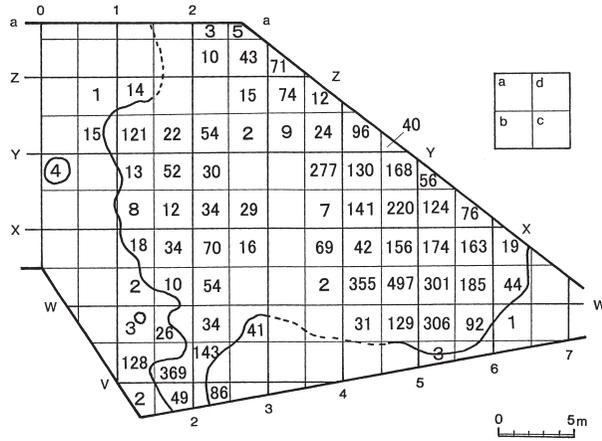 0 1 2
a 3 5 a
10 43 71
Z Z
1 14 15 74 12
a d
15 121 22 54 2 9 24 96 40
b c
Y Y
4 13 52 30 277 130 168 56
8 12 34 29 7 141 220 124 76
X X
18 34 70 16 69 42 156 174 163 19
2 10 54 2 355 497 301 185 44
W W
3 26 34 41 31 129 306 92 1
128 143 3
369
V
2 49 86
2 3 4 5 6 7
0 5m